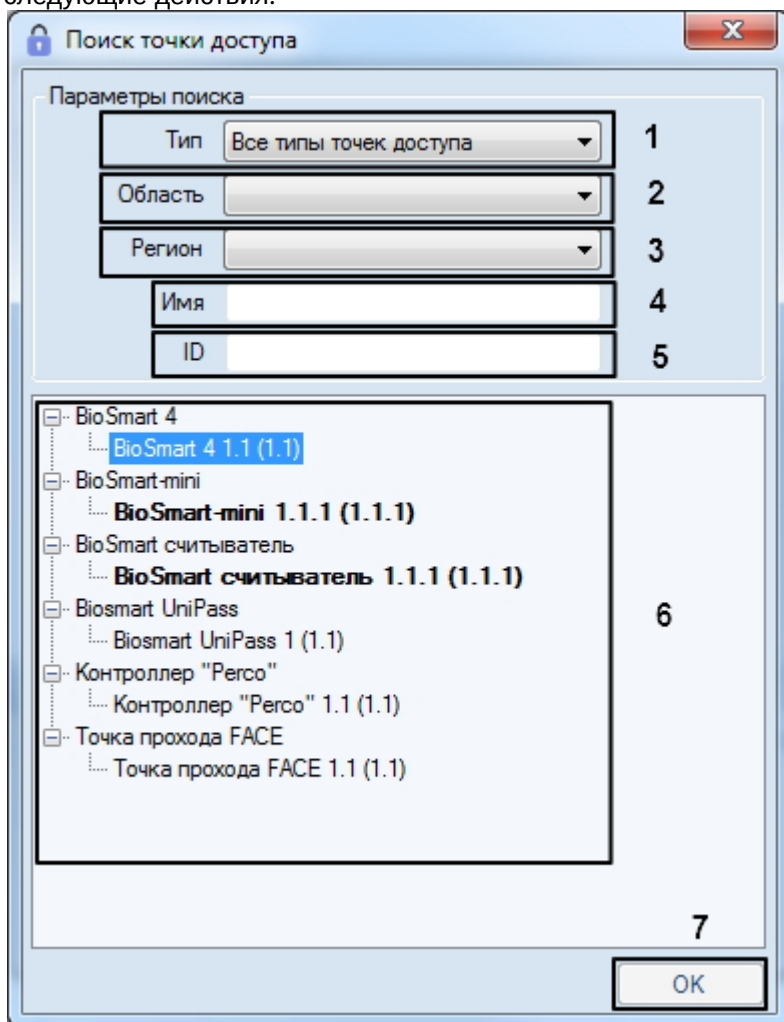 следующие действия:
Поиск точки доступа
x
Параметры поиска
Тип Все типы точек доступа 1
Область 2
Регион 3
Имя 4
ID 5
BioSmart 4
BioSmart 4 1.1 (1.1)
BioSmart-mini
BioSmart-mini 1.1.1 (1.1.1)
BioSmart считыватель
BioSmart считыватель 1.1.1 (1.1.1)
Biosmart UniPass
6
Biosmart UniPass 1 (1.1)
Контроллер "Perco"
Контроллер "Perco" 1.1 (1.1)
Точка прохода FACE
Точка прохода FACE 1.1 (1.1)
7
OK